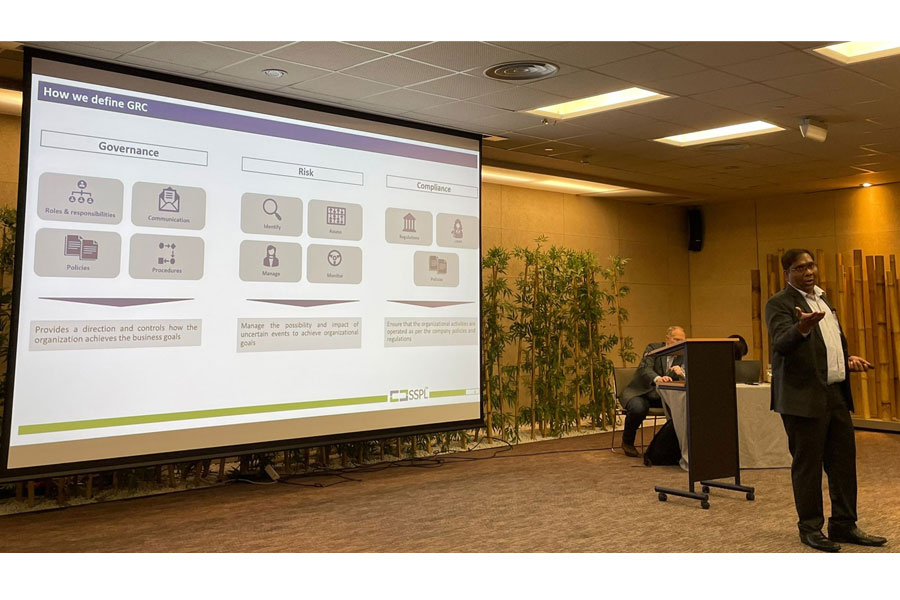 How we define GRC
Governance
Roles & responsibilities
Communication
Policies
Procedures
Provides a direction and controls how the
organization achieves the business goals
Risk
Identify
Assess
Manage
Monitor
Manage the possibility and impact of
uncertain events to achieve organizational
goals
Compliance
Regulations
Policies
Ensure that the organizational activities are
operated as per the company policies and
regulations
SSPL